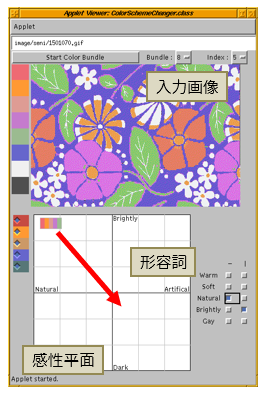 Applet Viewer: ColorSchemeChanger.class
Applet
image/semi/1501070.gif
Start Color Bundle
Bundle : 8
Index : 5
入力画像
Brightly
形容詞
Natural
Artifical
感性平面
Dark
- I
Warm
Soft
Natural
Brightly
Gay
Applet started.